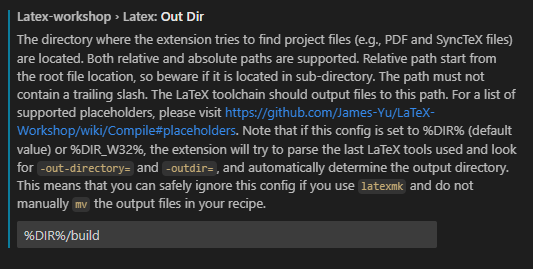 Latex-workshop › Latex: Out Dir
The directory where the extension tries to find project files (e.g., PDF and SyncTeX files)
are located. Both relative and absolute paths are supported. Relative path start from
the root file location, so beware if it is located in sub-directory. The path must not
contain a trailing slash. The LaTeX toolchain should output files to this path. For a list of
supported placeholders, please visit https://github.com/James-Yu/LaTeX-
Workshop/wiki/Compile#placeholders. Note that if this config is set to %DIR% (default
value) or %DIR_W32%, the extension will try to parse the last LaTeX tools used and look
for -out-directory= and -outdir=, and automatically determine the output directory.
This means that you can safely ignore this config if you use latexmk and do not
manually mv the output files in your recipe.
%DIR%/build